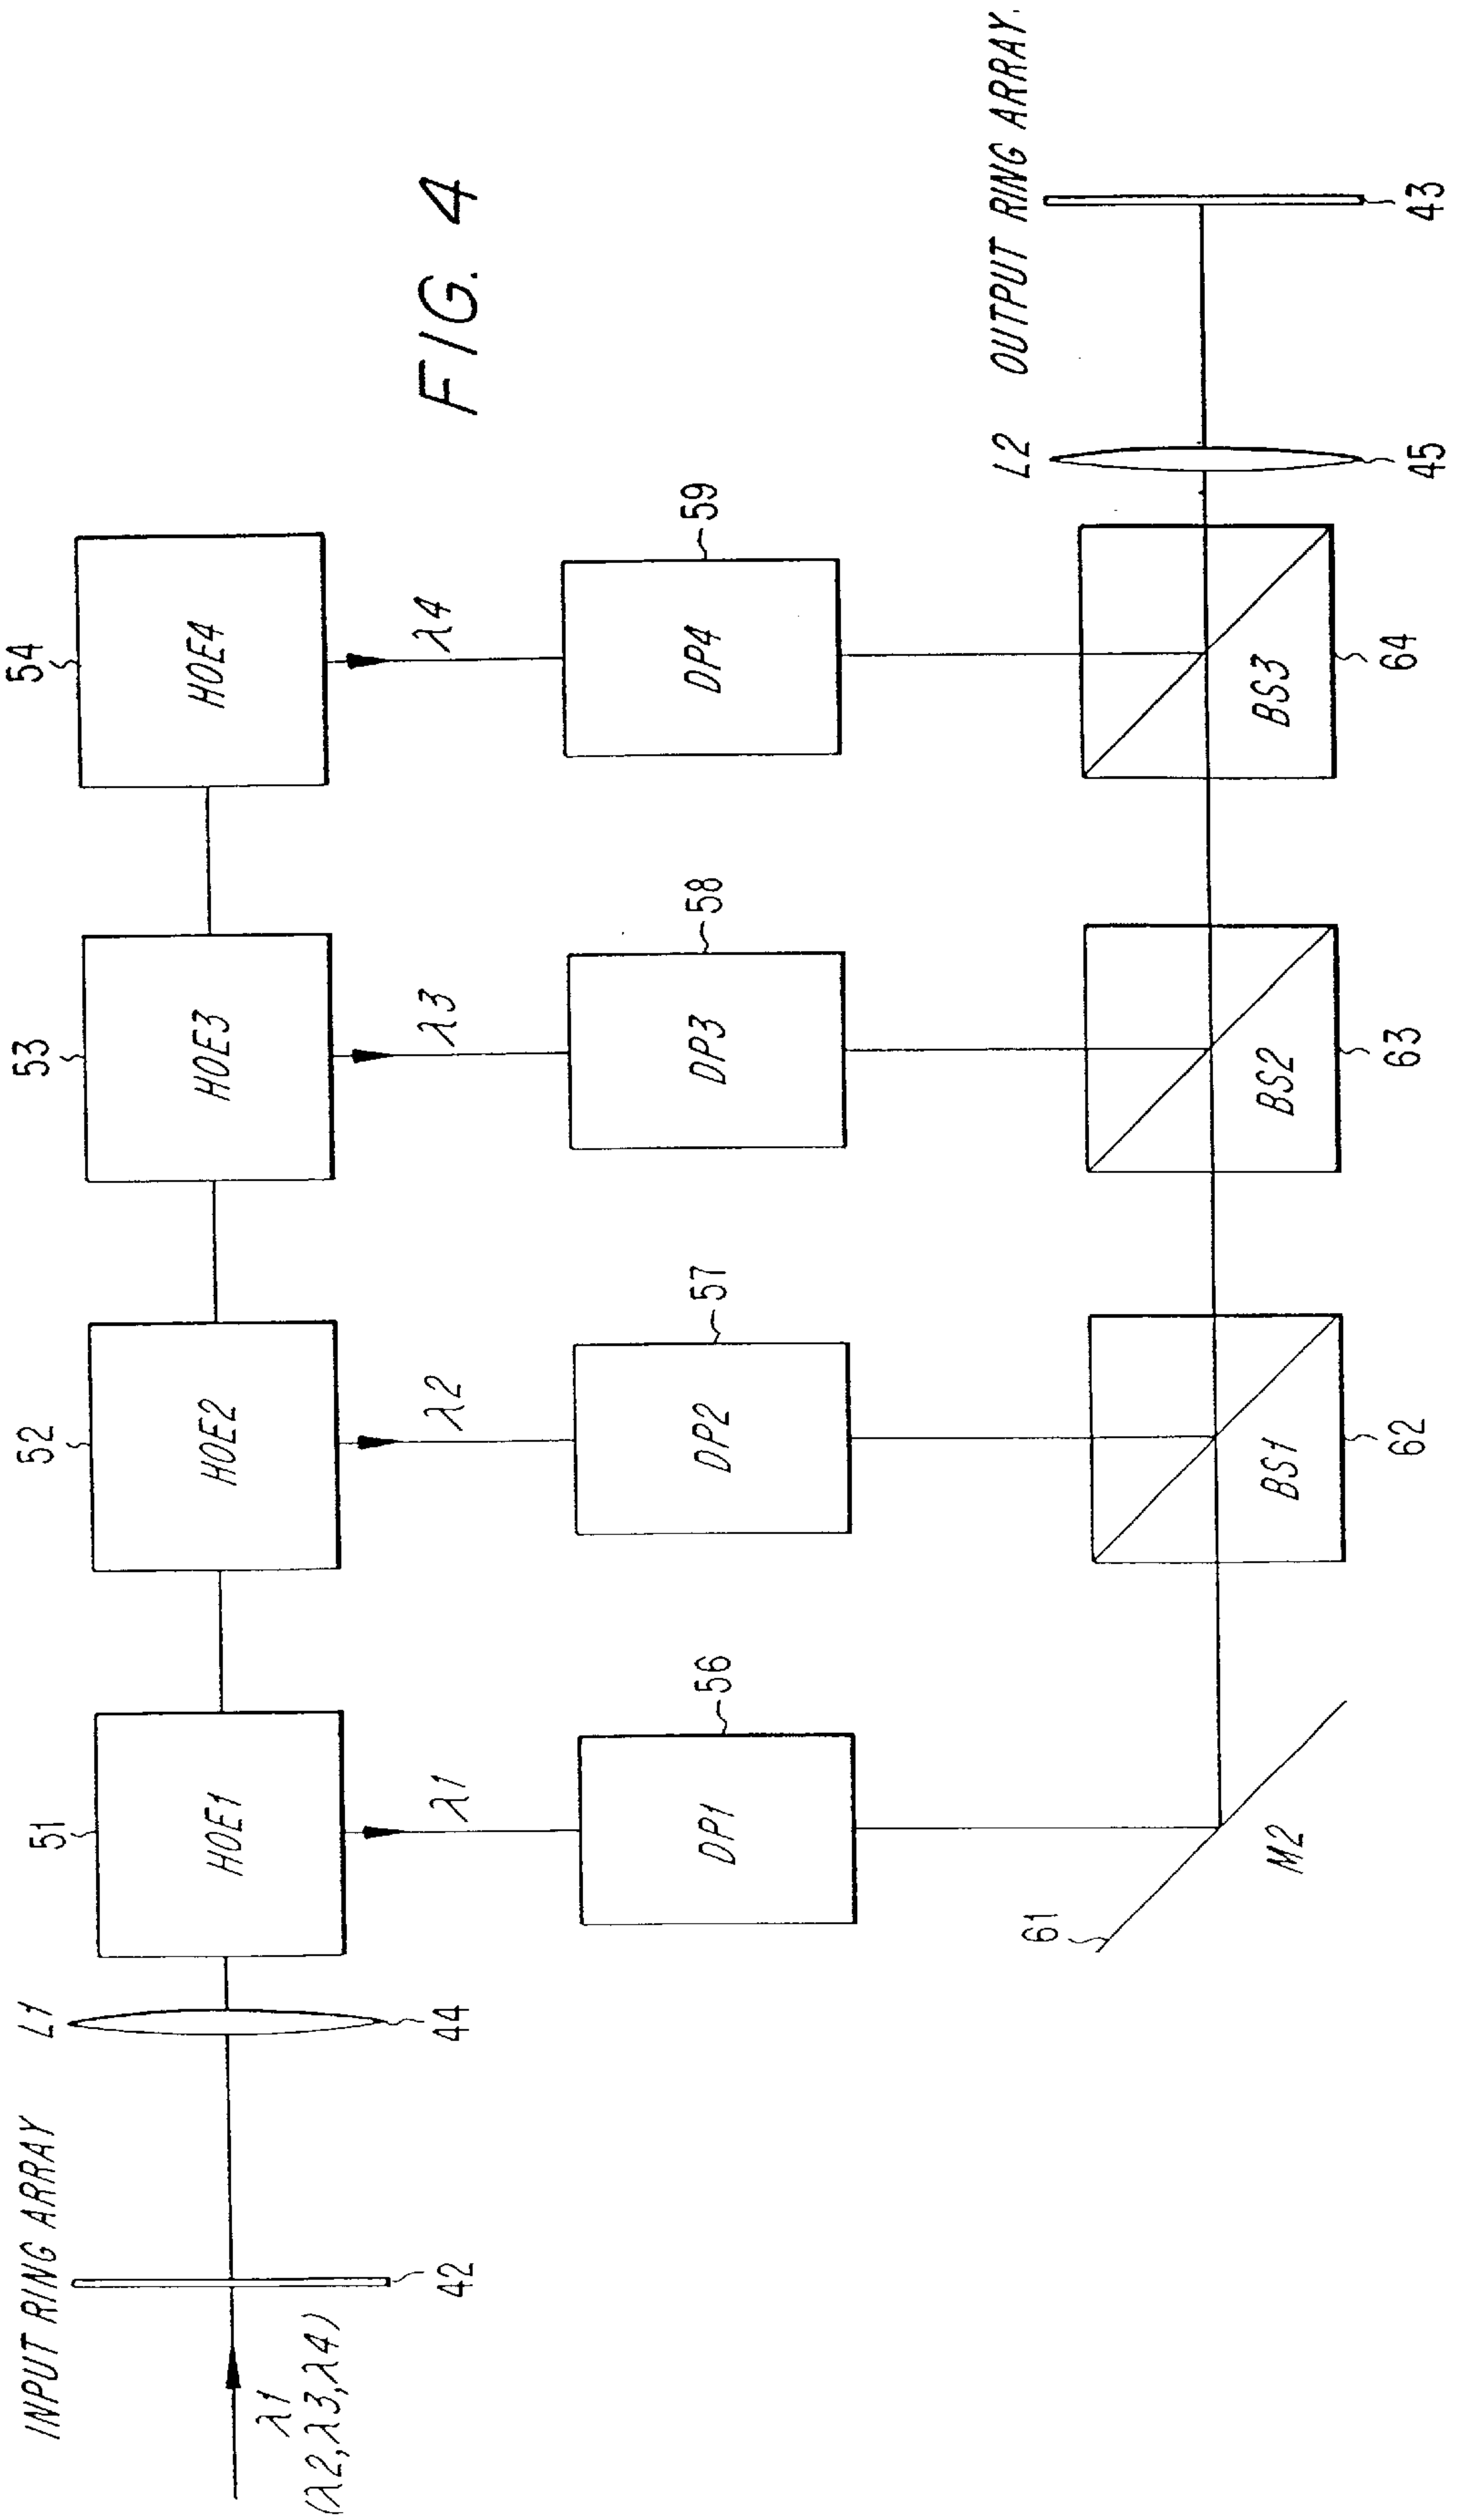 FIG. 4
INPUT RING ARRAY
λ1
(λ2,λ3,λ4)
42
L1
44
51
HOE1
52
HOE2
53
HOE3
54
HOE4
λ1
λ2
λ3
λ4
DP1
56
DP2
57
DP3
58
DP4
59
61
M2
BS1
62
BS2
63
BS3
64
L2
45
OUTPUT RING ARRAY.
43